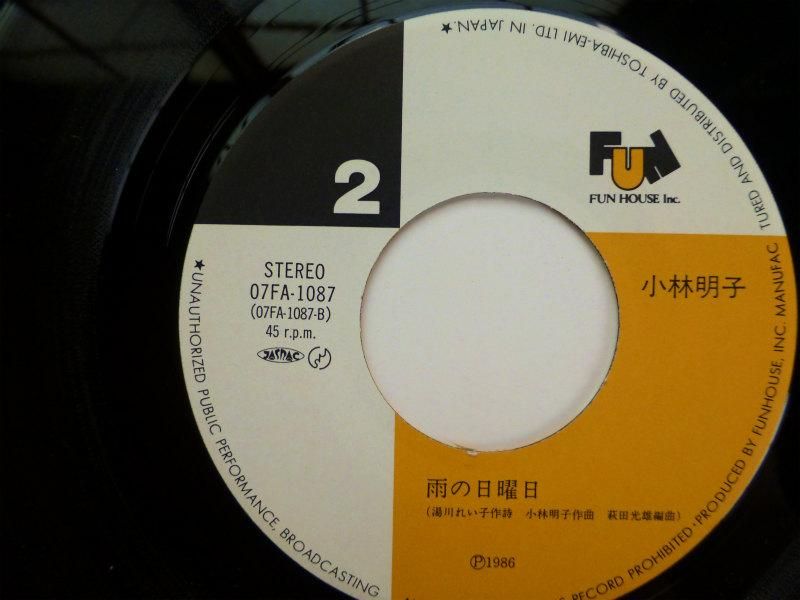 2
FUN
FUN HOUSE Inc.
STEREO
07FA-1087
(07FA-1087-B)
45 r.p.m.
JASRAC
小林明子
雨の日曜日
(湯川れい子作詩 小林明子作曲 萩田光雄編曲)
Ⓟ1986
★UNAUTHORIZED PUBLIC PERFORMANCE, BROADCASTING
RECORD PROHIBITED·PRODUCED BY FUNHOUSE, INC. MANUFACTURED AND DISTRIBUTED BY TOSHIBA-EMI LTD. IN JAPAN.★